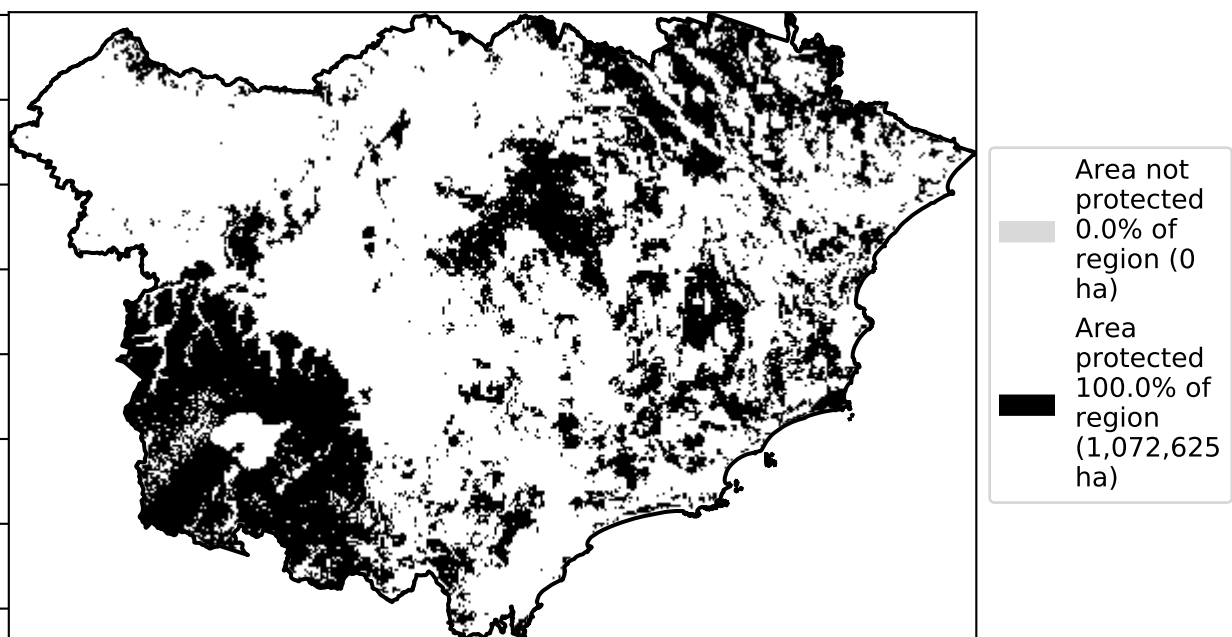 Area not
protected
0.0% of
region (0
ha)
Area
protected
100.0% of
region
(1,072,625
ha)